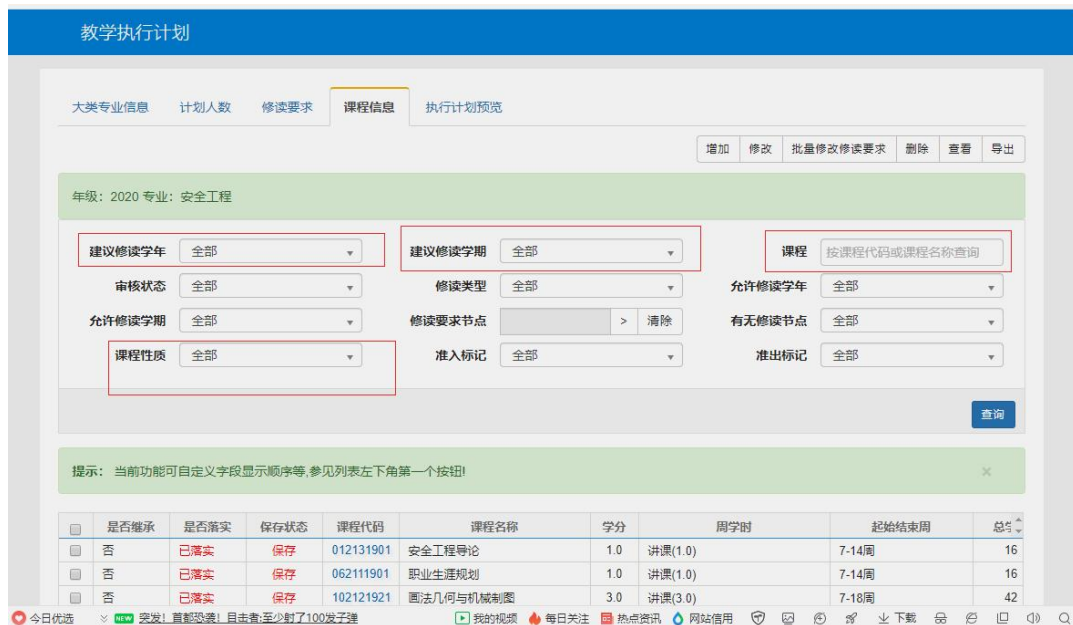 教学执行计划
大类专业信息 计划人数 修读要求 课程信息 执行计划预览
增加 修改 批量修改修读要求 删除 查看 导出
年级：2020 专业：安全工程
建议修读学年 全部 建议修读学期 全部 课程 按课程代码或课程名称查询
审核状态 全部 修读类型 全部 允许修读学年 全部
允许修读学期 全部 修读要求节点 > 清除 有无修读节点 全部
课程性质 全部 准入标记 全部 准出标记 全部
查询
提示： 当前功能可自定义字段显示顺序等,参见列表左下角第一个按钮! ×
是否继承 是否落实 保存状态 课程代码 课程名称 学分 周学时 起始结束周
否 已落实 保存 012131901 安全工程导论 1.0 讲课(1.0) 7-14周 16
否 已落实 保存 062111901 职业生涯规划 1.0 讲课(1.0) 7-14周 16
否 已落实 保存 102121921 画法几何与机械制图 3.0 讲课(3.0) 7-18周 42
今日优选 NEW 突发！首都恐袭！目击者:至少射了100发子弹 我的视频 每日关注 热点资讯 网站信用 下载